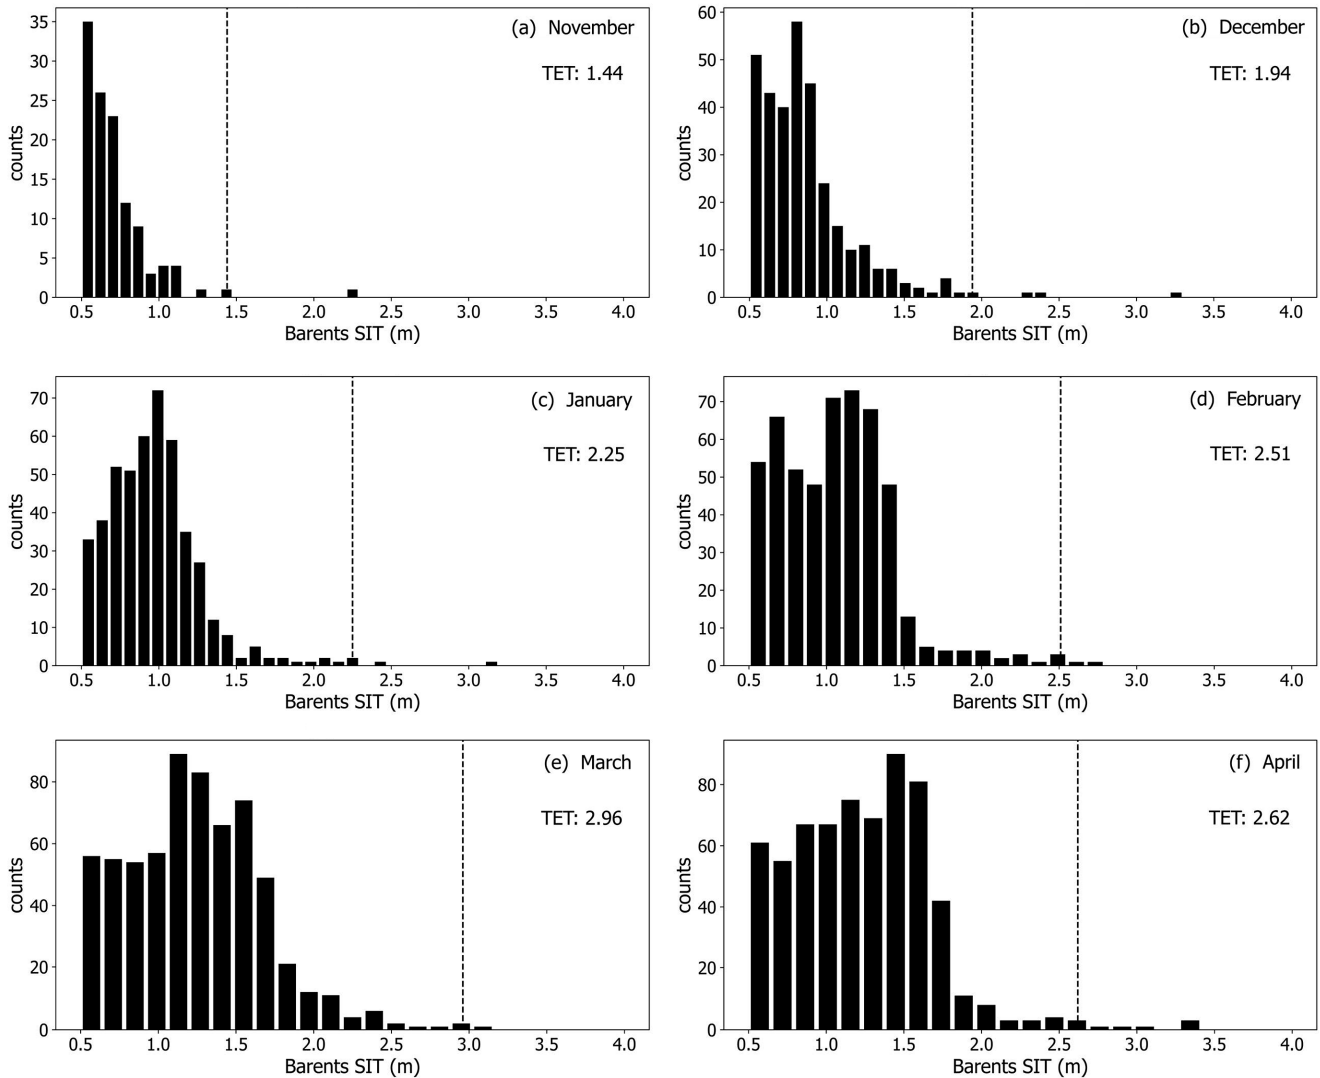 (a) November
TET: 1.44
counts
35
30
25
20
15
10
5
0
0.5 1.0 1.5 2.0 2.5 3.0 3.5 4.0
Barents SIT (m)
(b) December
TET: 1.94
counts
60
50
40
30
20
10
0
0.5 1.0 1.5 2.0 2.5 3.0 3.5 4.0
Barents SIT (m)
(c) January
TET: 2.25
counts
70
60
50
40
30
20
10
0
0.5 1.0 1.5 2.0 2.5 3.0 3.5 4.0
Barents SIT (m)
(d) February
TET: 2.51
counts
70
60
50
40
30
20
10
0
0.5 1.0 1.5 2.0 2.5 3.0 3.5 4.0
Barents SIT (m)
(e) March
TET: 2.96
counts
80
60
40
20
0
0.5 1.0 1.5 2.0 2.5 3.0 3.5 4.0
Barents SIT (m)
(f) April
TET: 2.62
counts
80
60
40
20
0
0.5 1.0 1.5 2.0 2.5 3.0 3.5 4.0
Barents SIT (m)